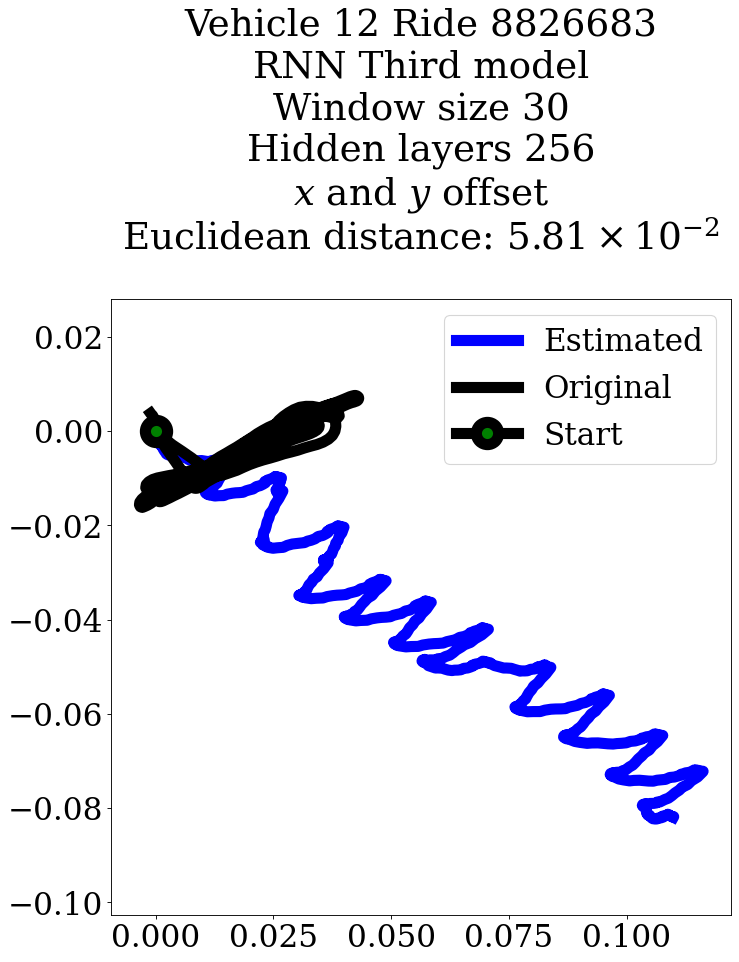 Vehicle 12 Ride 8826683
RNN Third model
Window size 30
Hidden layers 256
x and y offset
Euclidean distance: 5.81 × 10⁻²
Estimated
Original
Start
0.02
0.00
−0.02
−0.04
−0.06
−0.08
−0.10
0.000 0.025 0.050 0.075 0.100